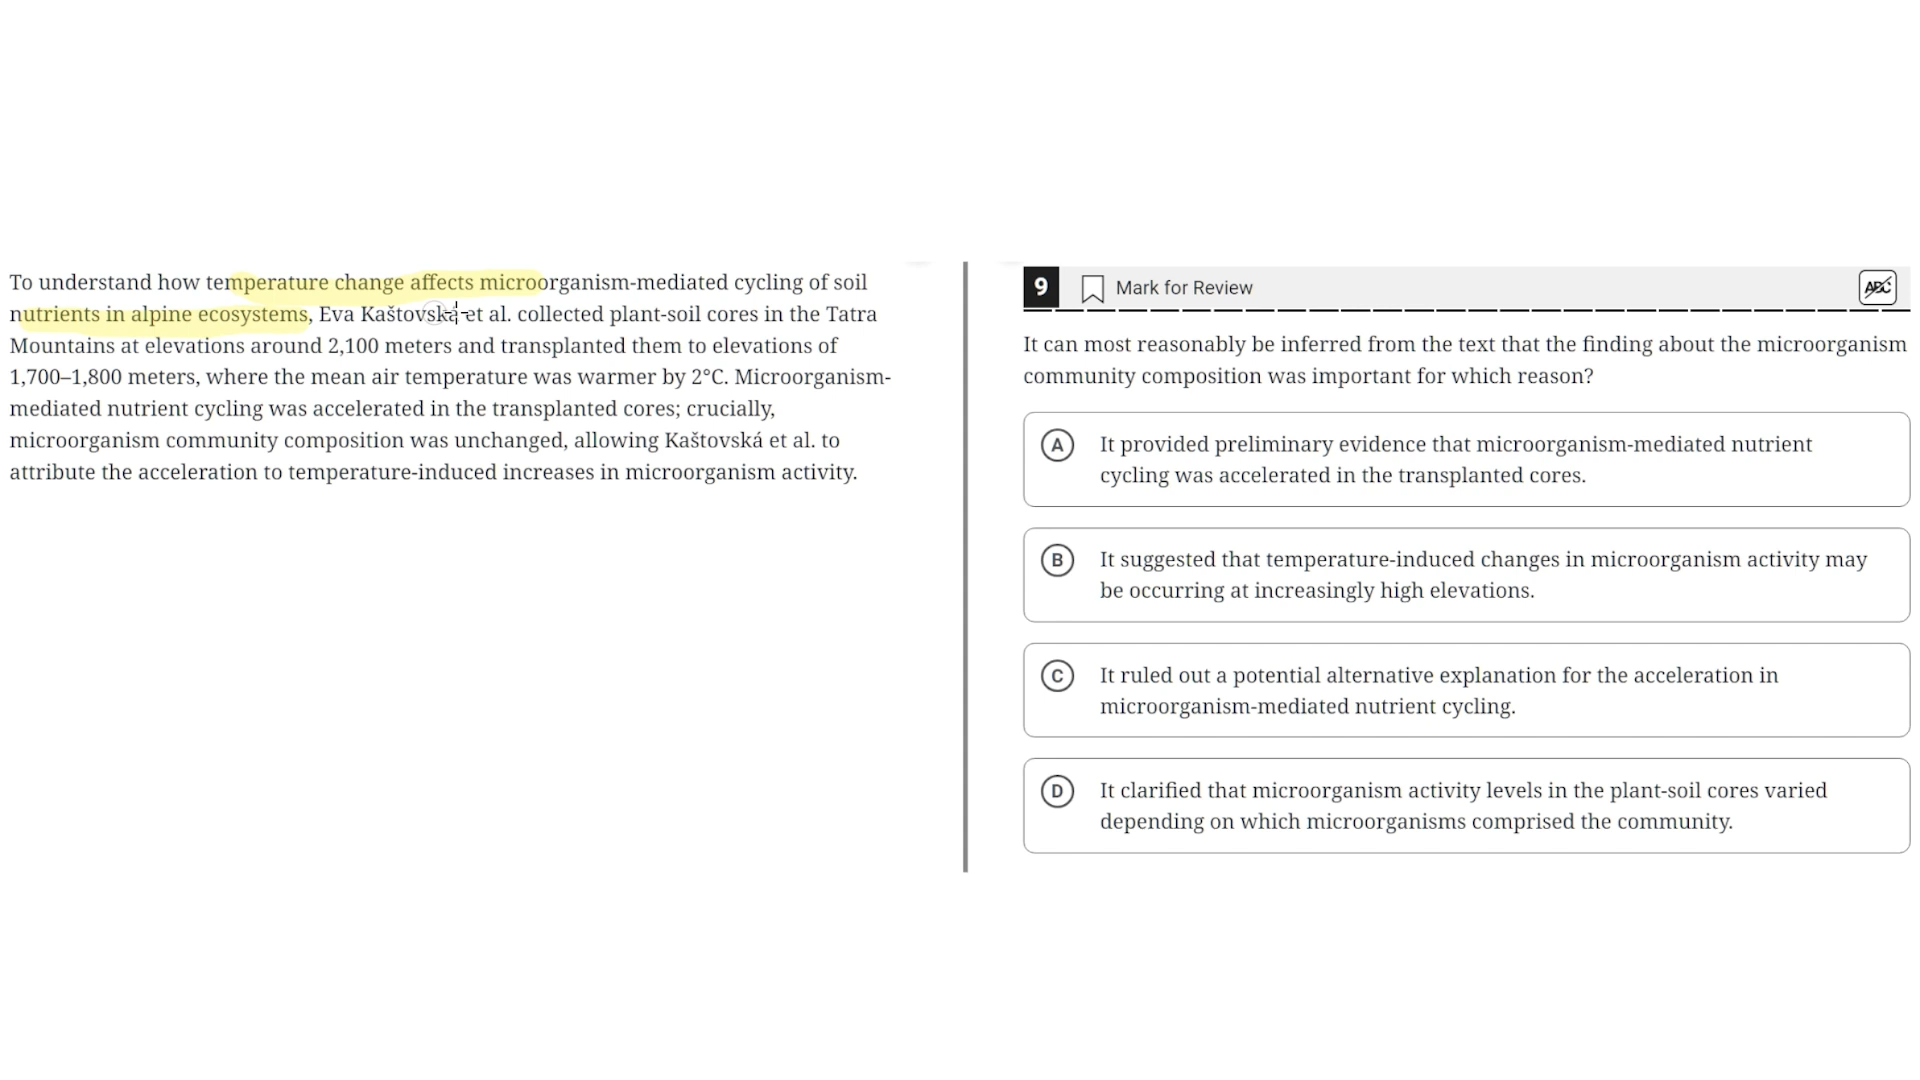 To understand how temperature change affects microorganism-mediated cycling of soil
nutrients in alpine ecosystems, Eva Kaštovská et al. collected plant-soil cores in the Tatra
Mountains at elevations around 2,100 meters and transplanted them to elevations of
1,700–1,800 meters, where the mean air temperature was warmer by 2°C. Microorganism-
mediated nutrient cycling was accelerated in the transplanted cores; crucially,
microorganism community composition was unchanged, allowing Kaštovská et al. to
attribute the acceleration to temperature-induced increases in microorganism activity.
9 Mark for Review ABC
It can most reasonably be inferred from the text that the finding about the microorganism
community composition was important for which reason?
A It provided preliminary evidence that microorganism-mediated nutrient
cycling was accelerated in the transplanted cores.
B It suggested that temperature-induced changes in microorganism activity may
be occurring at increasingly high elevations.
C It ruled out a potential alternative explanation for the acceleration in
microorganism-mediated nutrient cycling.
D It clarified that microorganism activity levels in the plant-soil cores varied
depending on which microorganisms comprised the community.